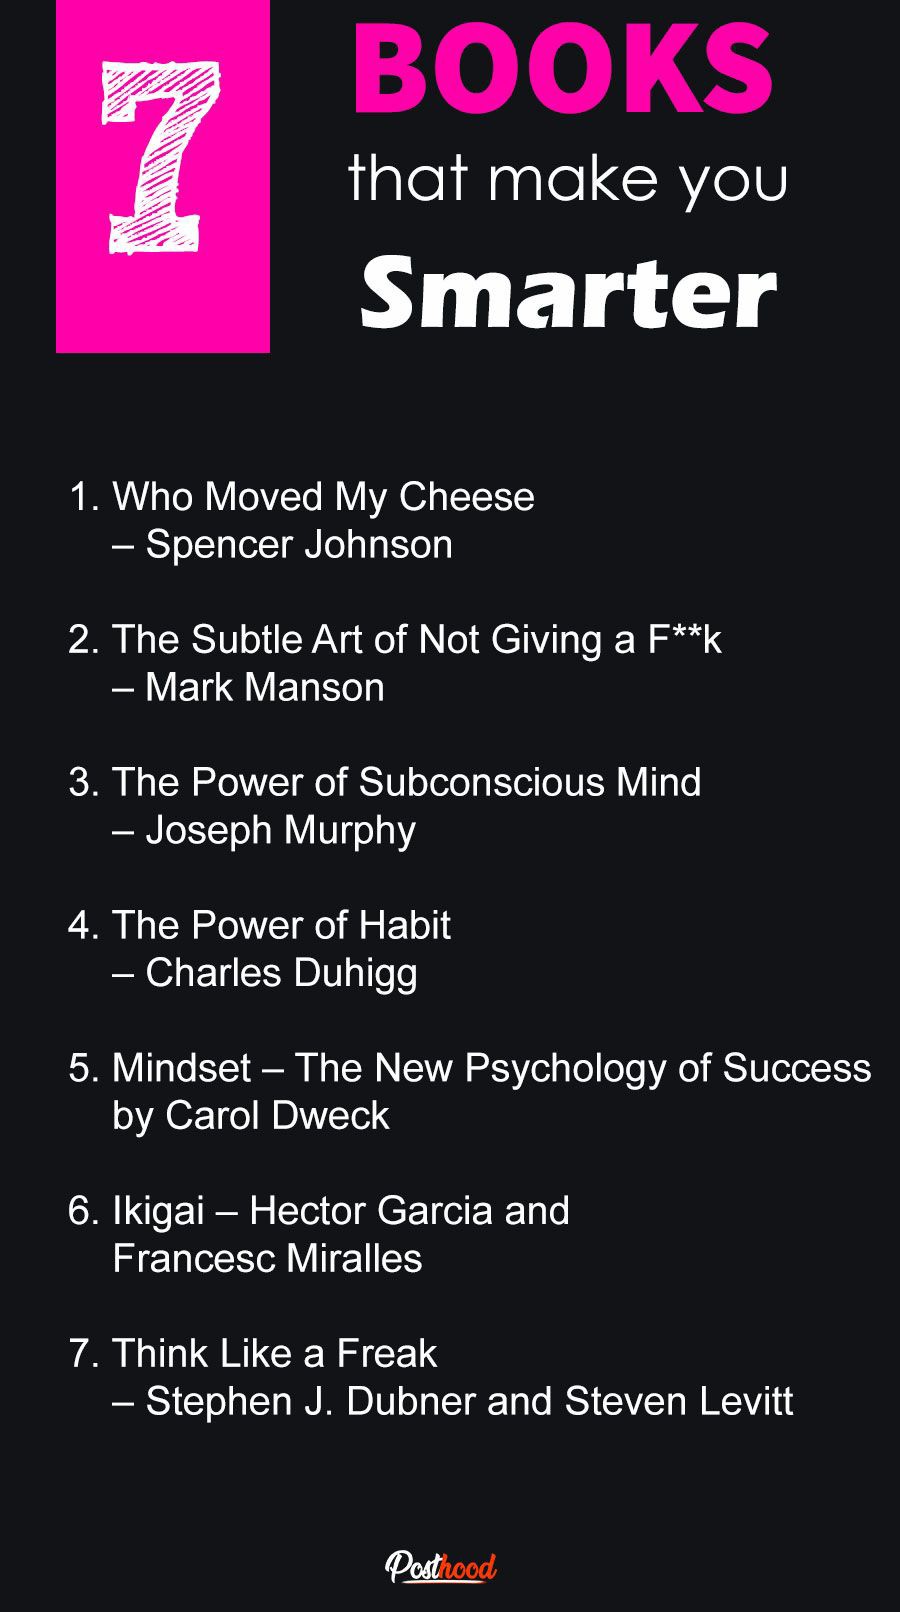 7
BOOKS
that make you
Smarter
1. Who Moved My Cheese
– Spencer Johnson
2. The Subtle Art of Not Giving a F**k
– Mark Manson
3. The Power of Subconscious Mind
– Joseph Murphy
4. The Power of Habit
– Charles Duhigg
5. Mindset – The New Psychology of Success
by Carol Dweck
6. Ikigai – Hector Garcia and
Francesc Miralles
7. Think Like a Freak
– Stephen J. Dubner and Steven Levitt
Posthood